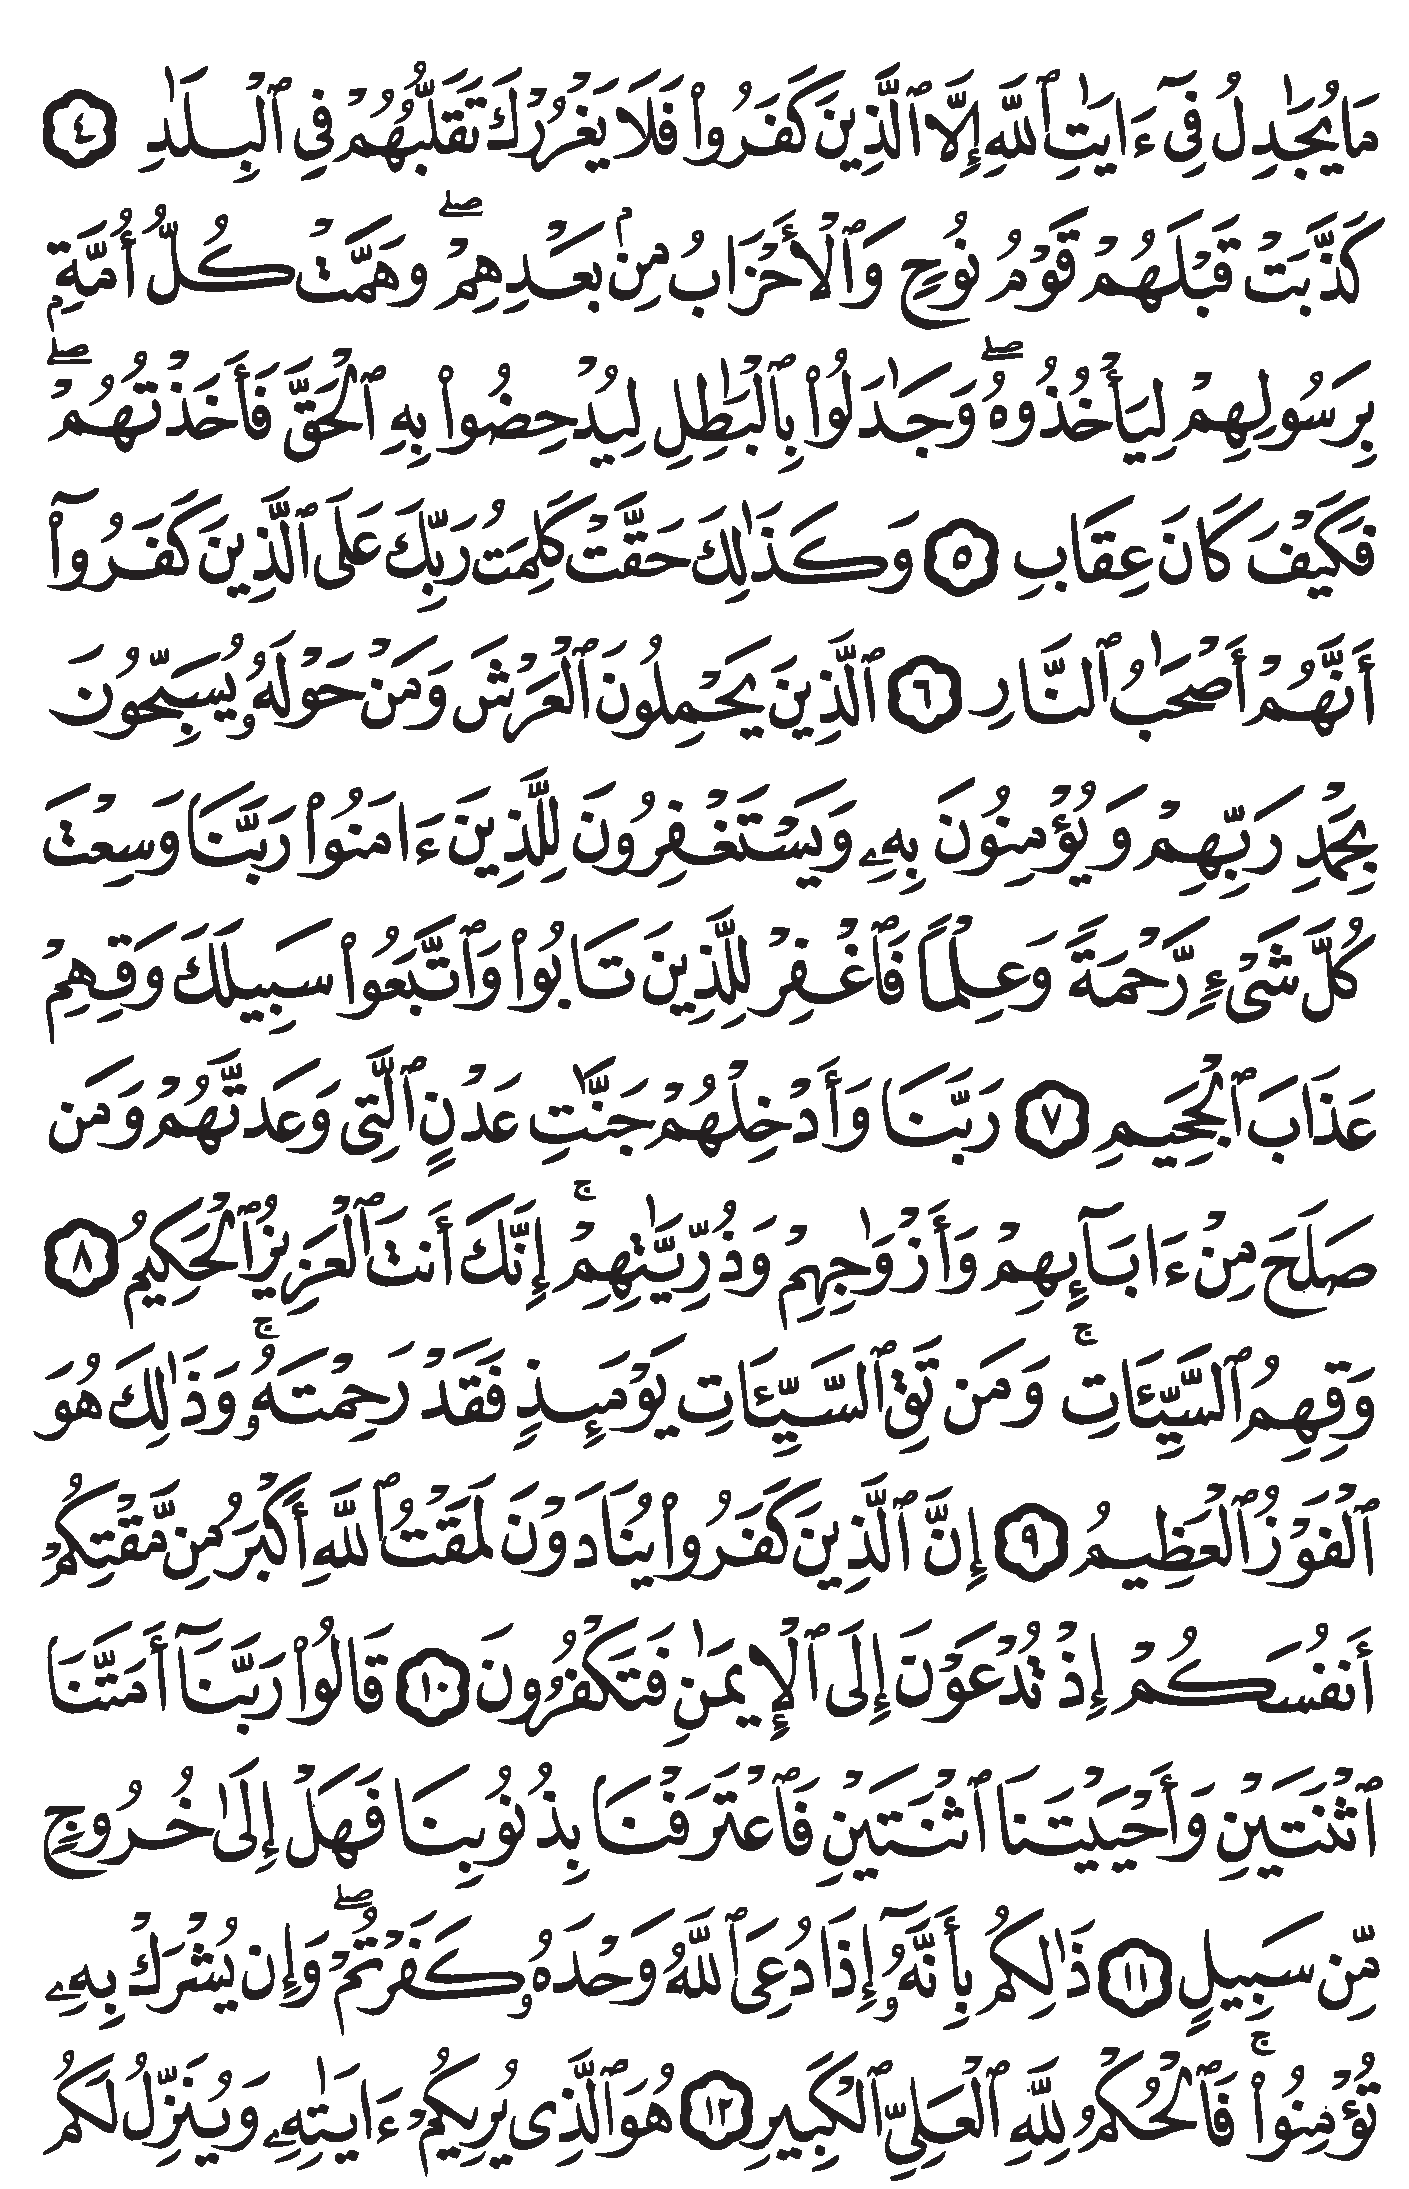 مَا يُجَـٰدِلُ فِىٓ ءَايَـٰتِ ٱللَّهِ إِلَّا ٱلَّذِينَ كَفَرُوا۟ فَلَا يَغْرُرْكَ تَقَلُّبُهُمْ فِى ٱلْبِلَـٰدِ ٤
كَذَّبَتْ قَبْلَهُمْ قَوْمُ نُوحٍ وَٱلْأَحْزَابُ مِنۢ بَعْدِهِمْ ۖ وَهَمَّتْ كُلُّ أُمَّةٍۭ
بِرَسُولِهِمْ لِيَأْخُذُوهُ ۖ وَجَـٰدَلُوا۟ بِٱلْبَـٰطِلِ لِيُدْحِضُوا۟ بِهِ ٱلْحَقَّ فَأَخَذْتُهُمْ ۖ
فَكَيْفَ كَانَ عِقَابِ ٥ وَكَذَٰلِكَ حَقَّتْ كَلِمَتُ رَبِّكَ عَلَى ٱلَّذِينَ كَفَرُوٓا۟
أَنَّهُمْ أَصْحَـٰبُ ٱلنَّارِ ٦ ٱلَّذِينَ يَحْمِلُونَ ٱلْعَرْشَ وَمَنْ حَوْلَهُۥ يُسَبِّحُونَ
بِحَمْدِ رَبِّهِمْ وَيُؤْمِنُونَ بِهِۦ وَيَسْتَغْفِرُونَ لِلَّذِينَ ءَامَنُوا۟ رَبَّنَا وَسِعْتَ
كُلَّ شَىْءٍ رَّحْمَةً وَعِلْمًا فَٱغْفِرْ لِلَّذِينَ تَابُوا۟ وَٱتَّبَعُوا۟ سَبِيلَكَ وَقِهِمْ
عَذَابَ ٱلْجَحِيمِ ٧ رَبَّنَا وَأَدْخِلْهُمْ جَنَّـٰتِ عَدْنٍ ٱلَّتِى وَعَدتَّهُمْ وَمَن
صَلَحَ مِنْ ءَابَآئِهِمْ وَأَزْوَٰجِهِمْ وَذُرِّيَّـٰتِهِمْ ۚ إِنَّكَ أَنتَ ٱلْعَزِيزُ ٱلْحَكِيمُ ٨
وَقِهِمُ ٱلسَّيِّـَٔاتِ ۚ وَمَن تَقِ ٱلسَّيِّـَٔاتِ يَوْمَئِذٍ فَقَدْ رَحِمْتَهُۥ ۚ وَذَٰلِكَ هُوَ
ٱلْفَوْزُ ٱلْعَظِيمُ ٩ إِنَّ ٱلَّذِينَ كَفَرُوا۟ يُنَادَوْنَ لَمَقْتُ ٱللَّهِ أَكْبَرُ مِن مَّقْتِكُمْ
أَنفُسَكُمْ إِذْ تُدْعَوْنَ إِلَى ٱلْإِيمَـٰنِ فَتَكْفُرُونَ ١٠ قَالُوا۟ رَبَّنَآ أَمَتَّنَا
ٱثْنَتَيْنِ وَأَحْيَيْتَنَا ٱثْنَتَيْنِ فَٱعْتَرَفْنَا بِذُنُوبِنَا فَهَلْ إِلَىٰ خُرُوجٍ
مِّن سَبِيلٍ ١١ ذَٰلِكُم بِأَنَّهُۥٓ إِذَا دُعِىَ ٱللَّهُ وَحْدَهُۥ كَفَرْتُمْ ۖ وَإِن يُشْرَكْ بِهِۦ
تُؤْمِنُوا۟ ۚ فَٱلْحُكْمُ لِلَّهِ ٱلْعَلِىِّ ٱلْكَبِيرِ ١٢ هُوَ ٱلَّذِى يُرِيكُمْ ءَايَـٰتِهِۦ وَيُنَزِّلُ لَكُم